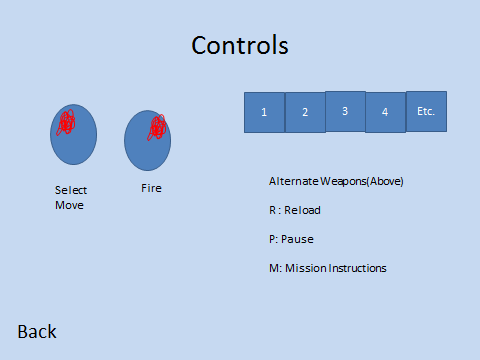 Controls
1 2 3 4 Etc.
Select
Move
Fire
Alternate Weapons(Above)
R : Reload
P: Pause
M: Mission Instructions
Back